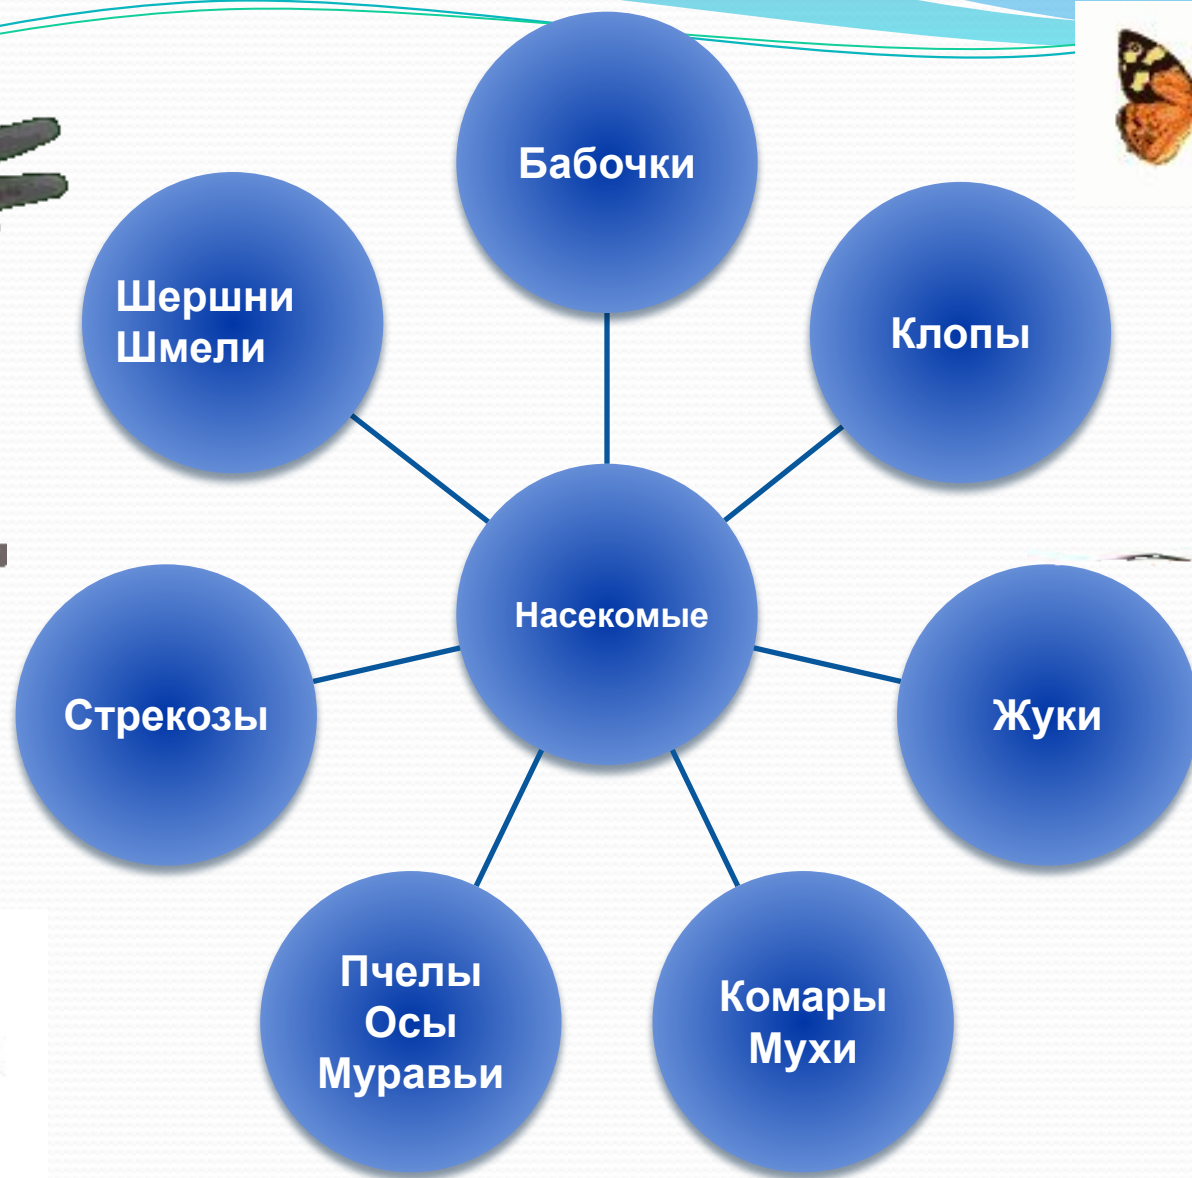 Бабочки
Шершни
Шмели
Клопы
Насекомые
Стрекозы
Жуки
Пчелы
Осы
Муравьи
Комары
Мухи